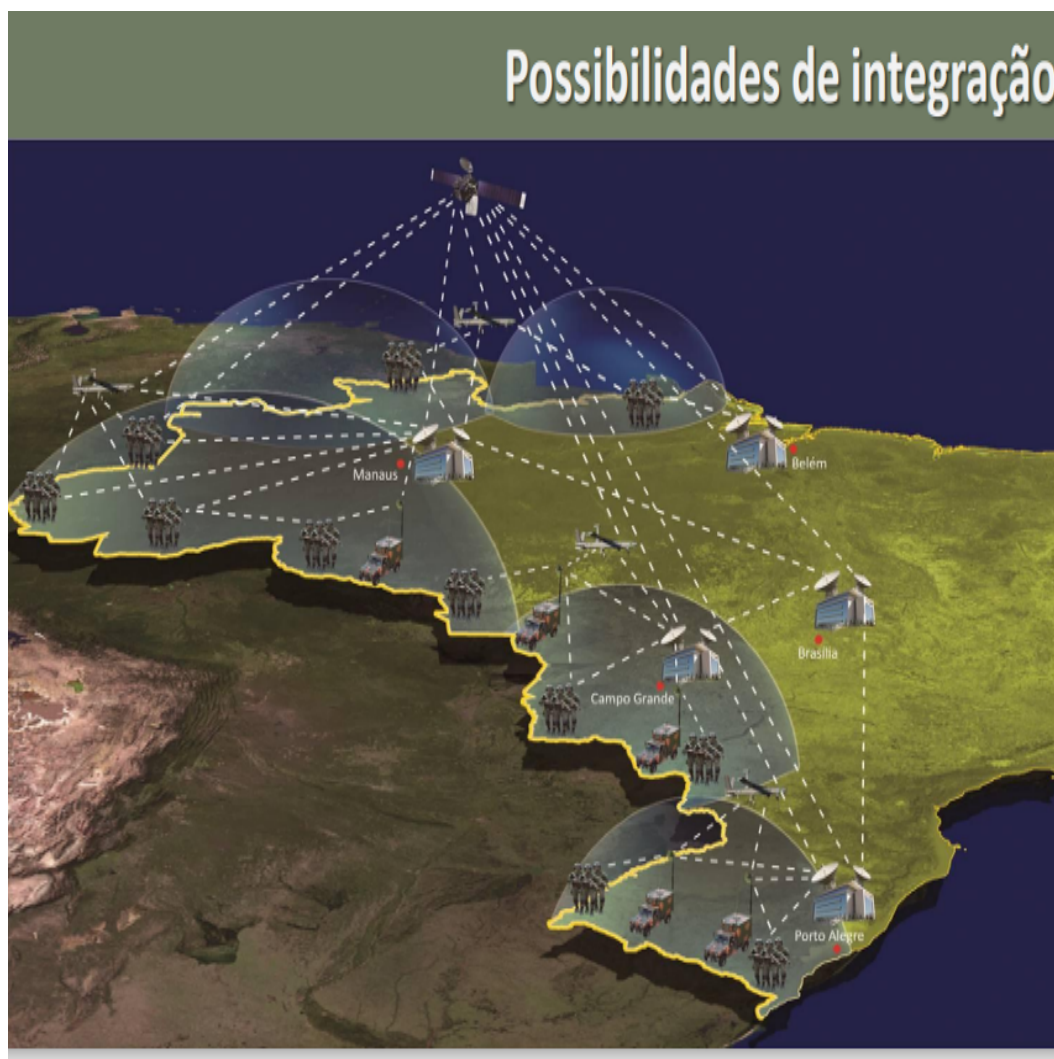 Possibilidades de integração
Manaus
Belém
Brasília
Campo Grande
Porto Alegre